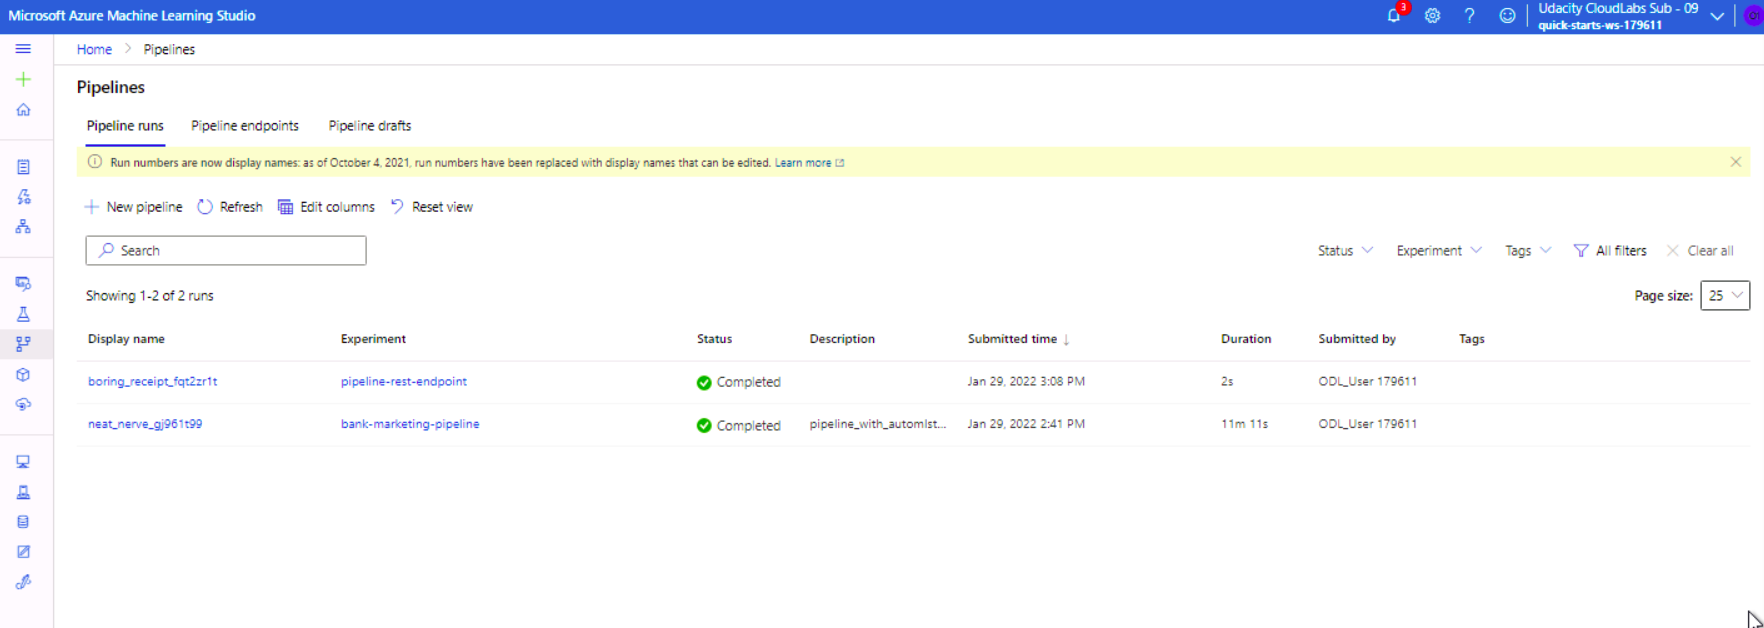 Microsoft Azure Machine Learning Studio
3
Udacity CloudLabs Sub - 09
quick-starts-ws-179611
Home > Pipelines
Pipelines
Pipeline runs Pipeline endpoints Pipeline drafts
Run numbers are now display names: as of October 4, 2021, run numbers have been replaced with display names that can be edited. Learn more
New pipeline Refresh Edit columns Reset view
Search
Status Experiment Tags All filters Clear all
Showing 1-2 of 2 runs
Page size: 25
Display name Experiment Status Description Submitted time ↓ Duration Submitted by Tags
boring_receipt_fqt2zr1t pipeline-rest-endpoint Completed Jan 29, 2022 3:08 PM 2s ODL_User 179611
neat_nerve_gj961t99 bank-marketing-pipeline Completed pipeline_with_automlst... Jan 29, 2022 2:41 PM 11m 11s ODL_User 179611